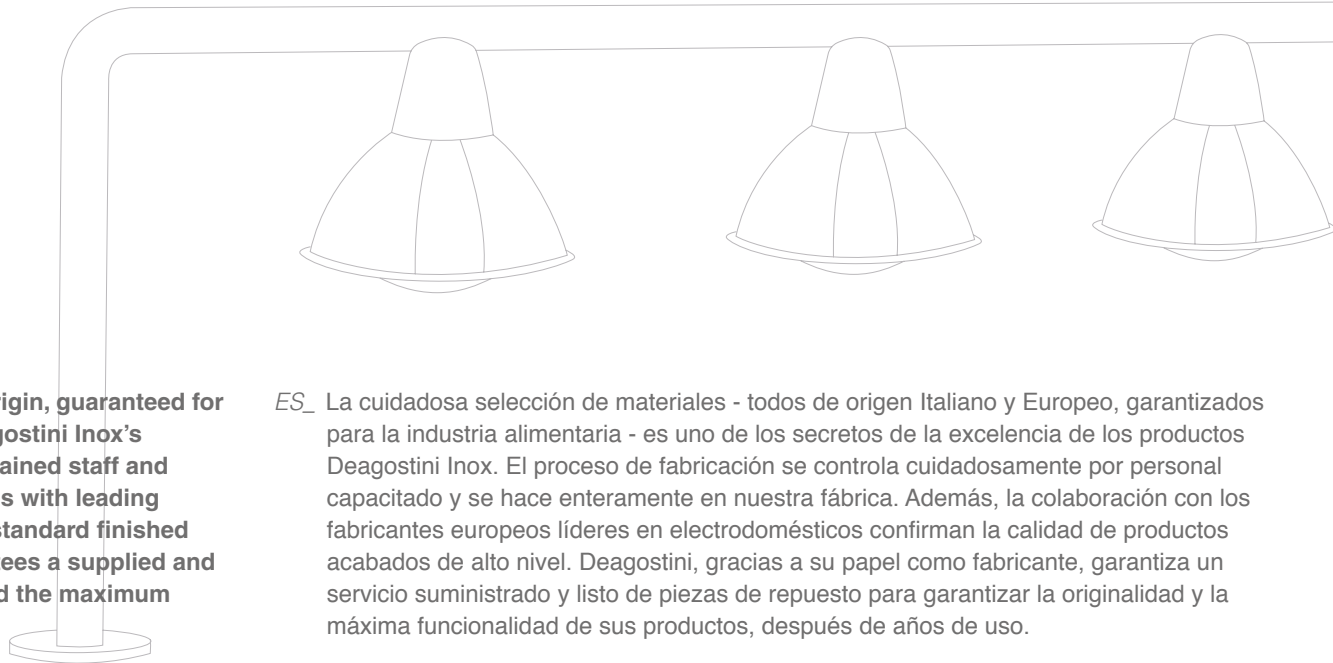 rigin, guaranteed for
gostini Inox's
ained staff and
s with leading
standard finished
tees a supplied and
d the maximum
ES_ La cuidadosa selección de materiales - todos de origen Italiano y Europeo, garantizados
para la industria alimentaria - es uno de los secretos de la excelencia de los productos
Deagostini Inox. El proceso de fabricación se controla cuidadosamente por personal
capacitado y se hace enteramente en nuestra fábrica. Además, la colaboración con los
fabricantes europeos líderes en electrodomésticos confirman la calidad de productos
acabados de alto nivel. Deagostini, gracias a su papel como fabricante, garantiza un
servicio suministrado y listo de piezas de repuesto para garantizar la originalidad y la
máxima funcionalidad de sus productos, después de años de uso.